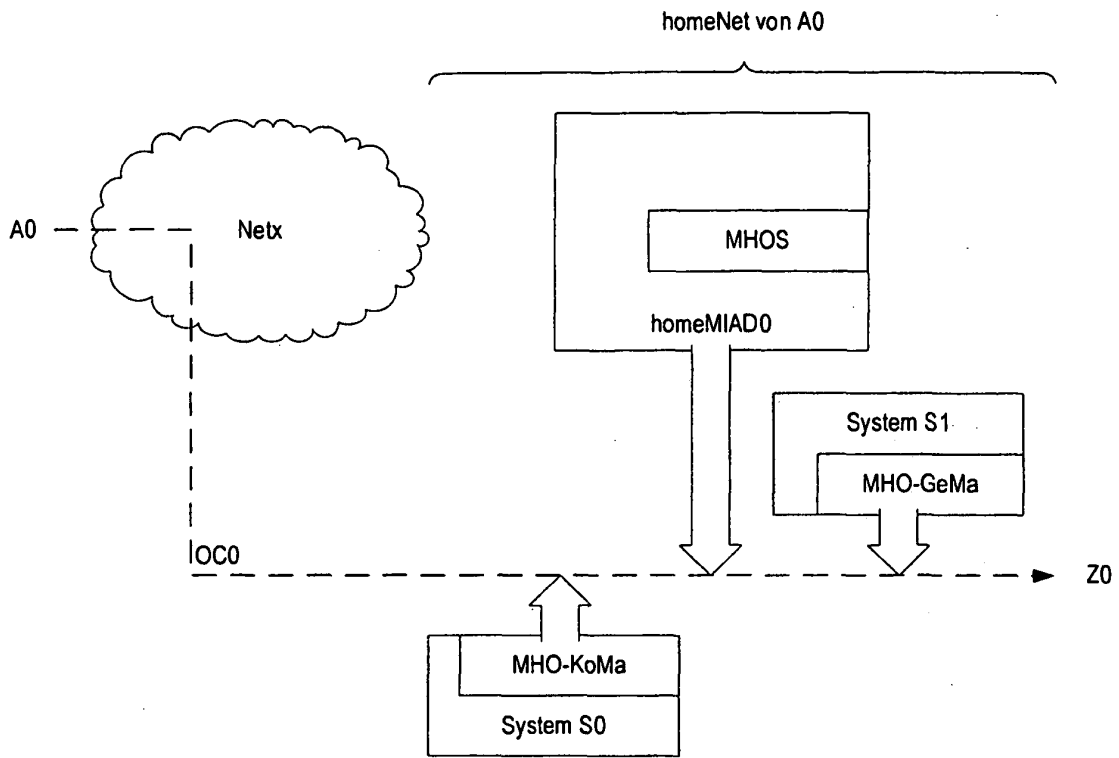 homeNet von A0
A0
Netx
MHOS
homeMIAD0
System S1
MHO-GeMa
OC0
Z0
MHO-KoMa
System S0